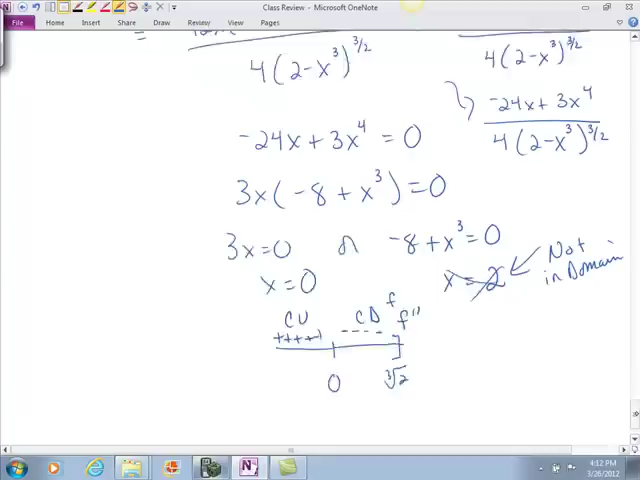 Class Review - Microsoft OneNote
File Home Insert Share Draw Review View
=
4(2-x³)^3/2
4(2-x³)^3/2
-24x + 3x⁴
4(2-x³)^3/2
-24x + 3x⁴ = 0
3x(-8 + x³) = 0
3x = 0 or -8 + x³ = 0
Not
in Domain
x = 0 x = 2
CU CD f
++++ ---- f"
0 ³√2
4:12 PM
3/26/2012